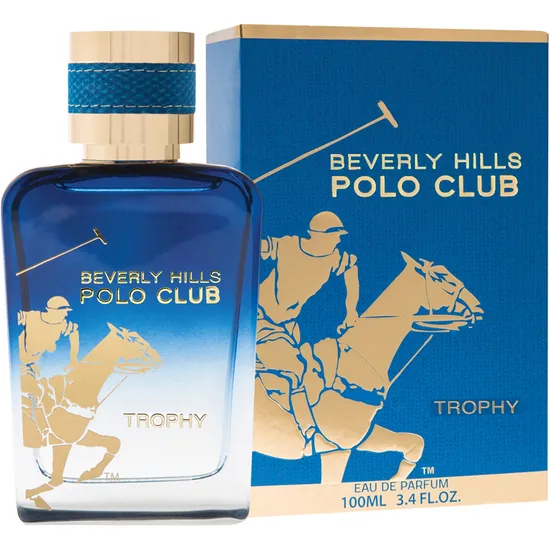 BEVERLY HILLS
POLO CLUB
TROPHY
TM
BEVERLY HILLS
POLO CLUB
TROPHY
TM
EAU DE PARFUM
100ML 3.4 FL.OZ.